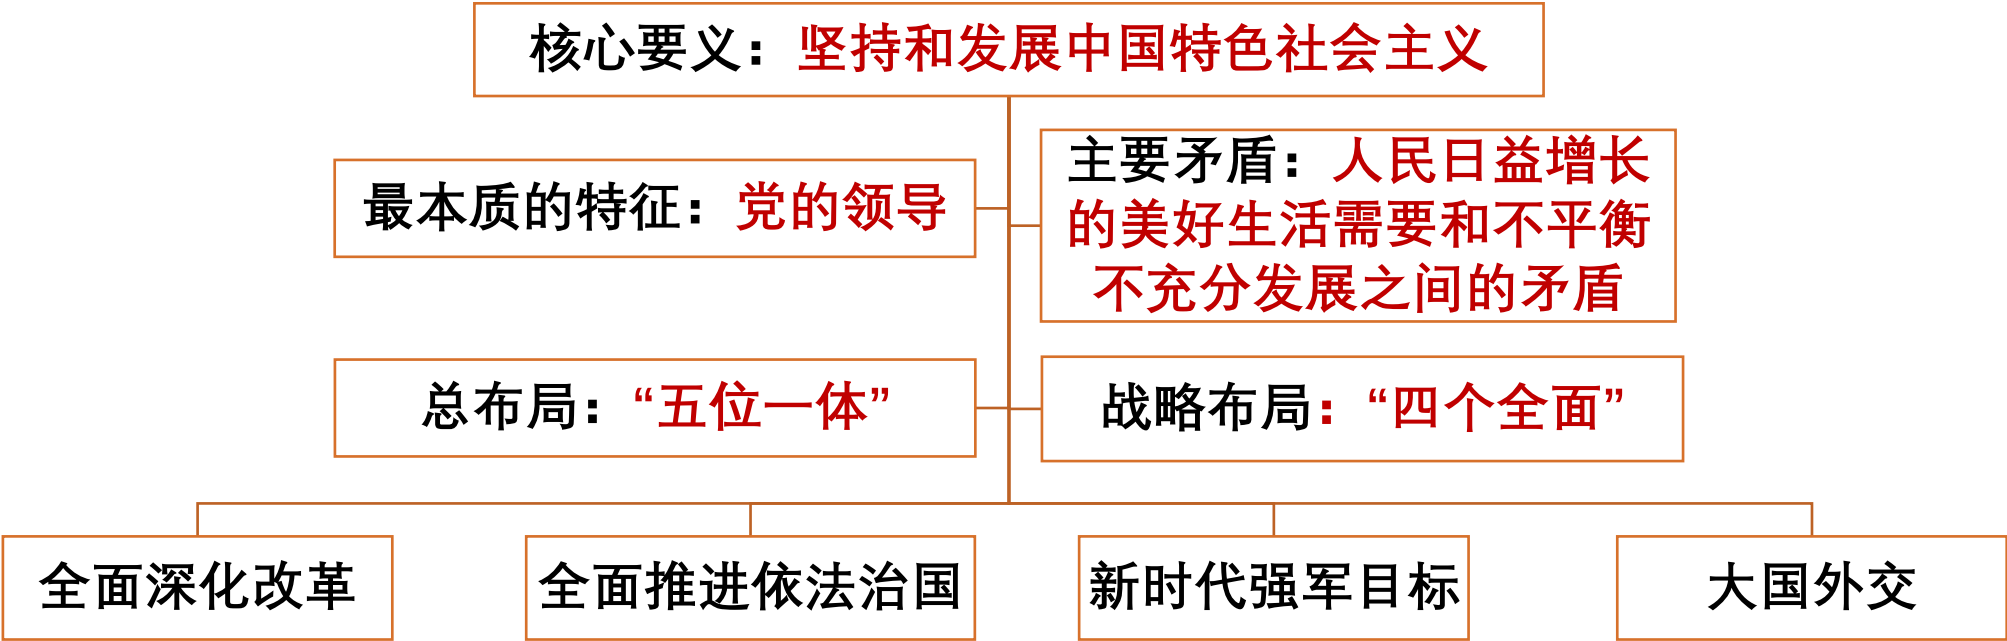 核心要义：坚持和发展中国特色社会主义
最本质的特征：党的领导
主要矛盾：人民日益增长
的美好生活需要和不平衡
不充分发展之间的矛盾
总布局：“五位一体”
战略布局：“四个全面”
全面深化改革
全面推进依法治国
新时代强军目标
大国外交